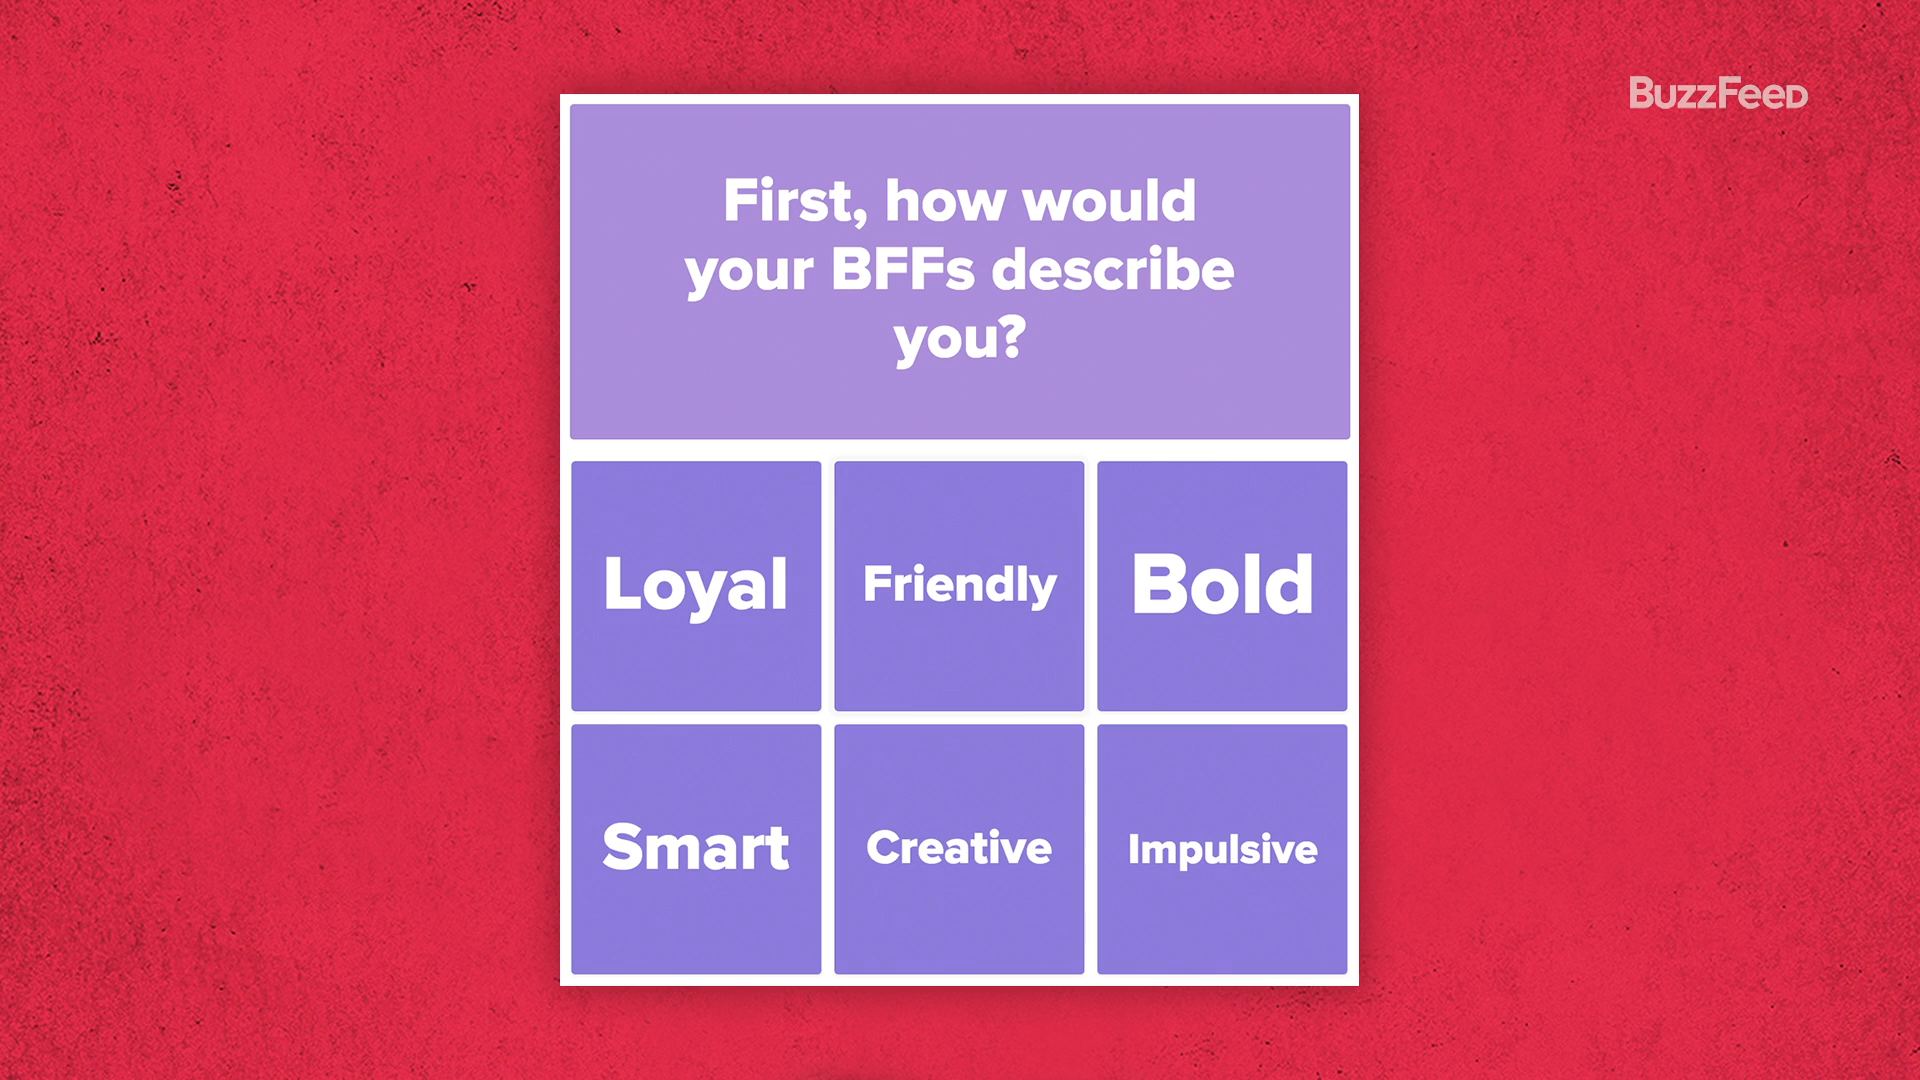 BuzzFeed
First, how would
your BFFs describe
you?
Loyal
Friendly
Bold
Smart
Creative
Impulsive